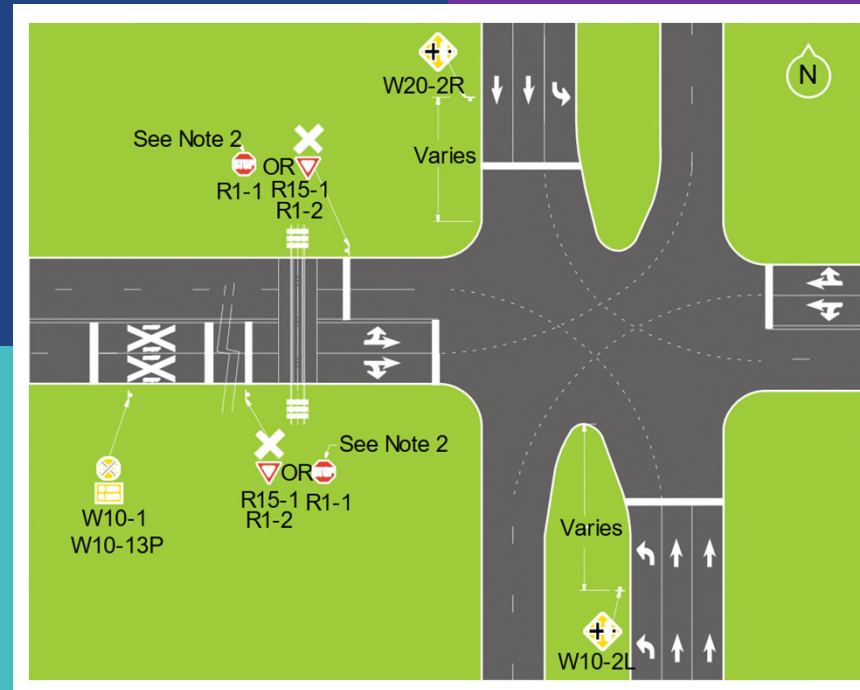 N
W20-2R
See Note 2
Varies
OR
R1-1
R15-1
R1-2
See Note 2
OR
R15-1
R1-1
R1-2
W10-1
W10-13P
Varies
W10-2L